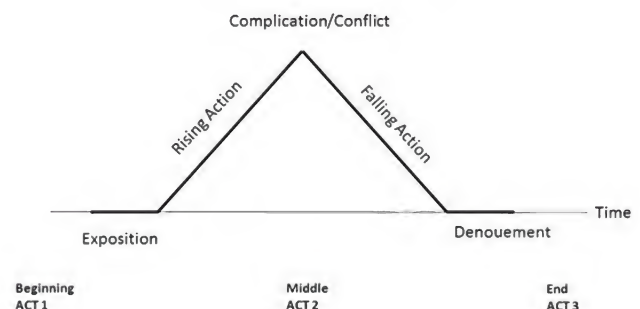 Complication/Conflict
Rising Action
Falling Action
Time
Exposition
Denouement
Beginning
ACT 1
Middle
ACT 2
End
ACT 3